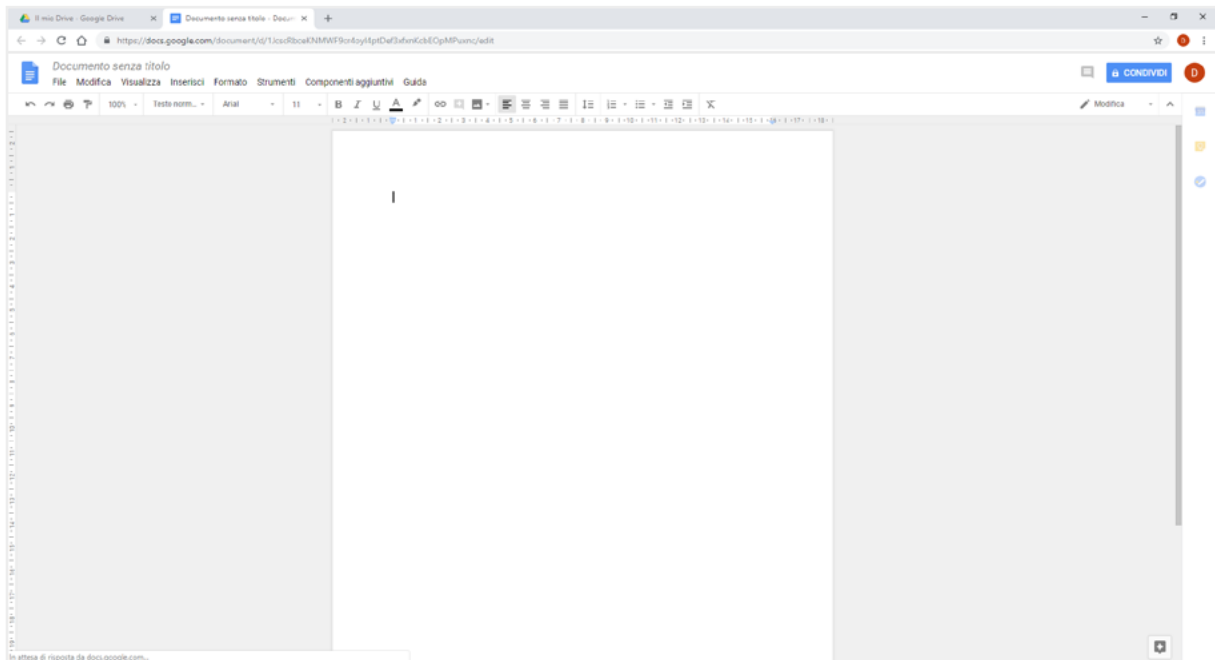 Il mio Drive - Google Drive
Documento senza titolo - Docu
https://docs.google.com/document/d/
/edit
Documento senza titolo
File Modifica Visualizza Inserisci Formato Strumenti Componenti aggiuntivi Guida
CONDIVIDI
D
100% Testo norm... Arial 11 B I U A
Modifica
In attesa di risposta da docs.google.com...